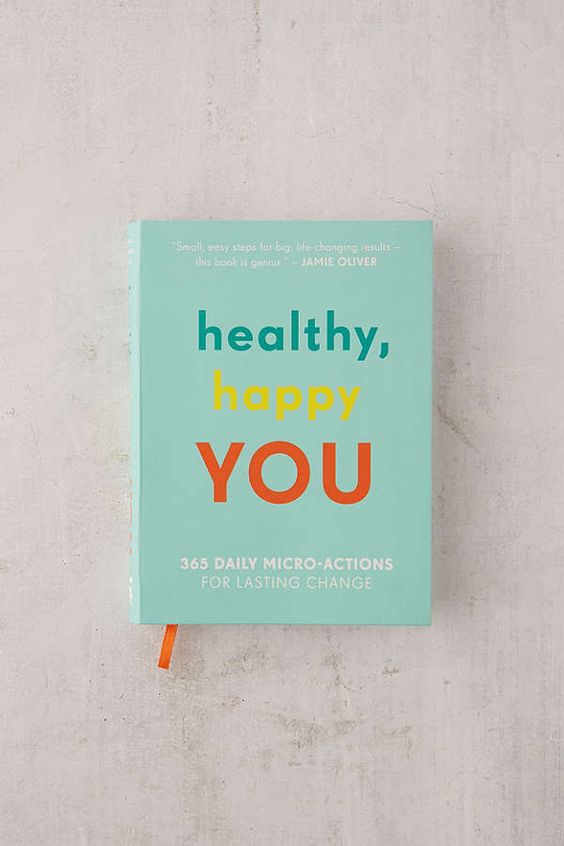 "Small, easy steps for big, life-changing results –
this book is genius." – JAMIE OLIVER
healthy,
happy
YOU
365 DAILY MICRO-ACTIONS
FOR LASTING CHANGE